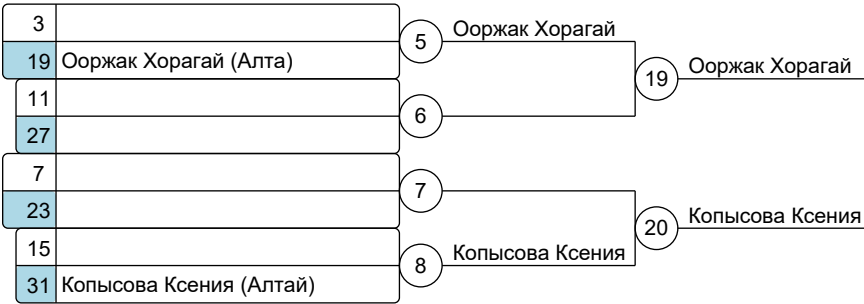 3
5 Ооржак Хорагай
19 Ооржак Хорагай (Алта)
19 Ооржак Хорагай
11
6
27
7
7
23
20 Копысова Ксения
15
8 Копысова Ксения
31 Копысова Ксения (Алтай)